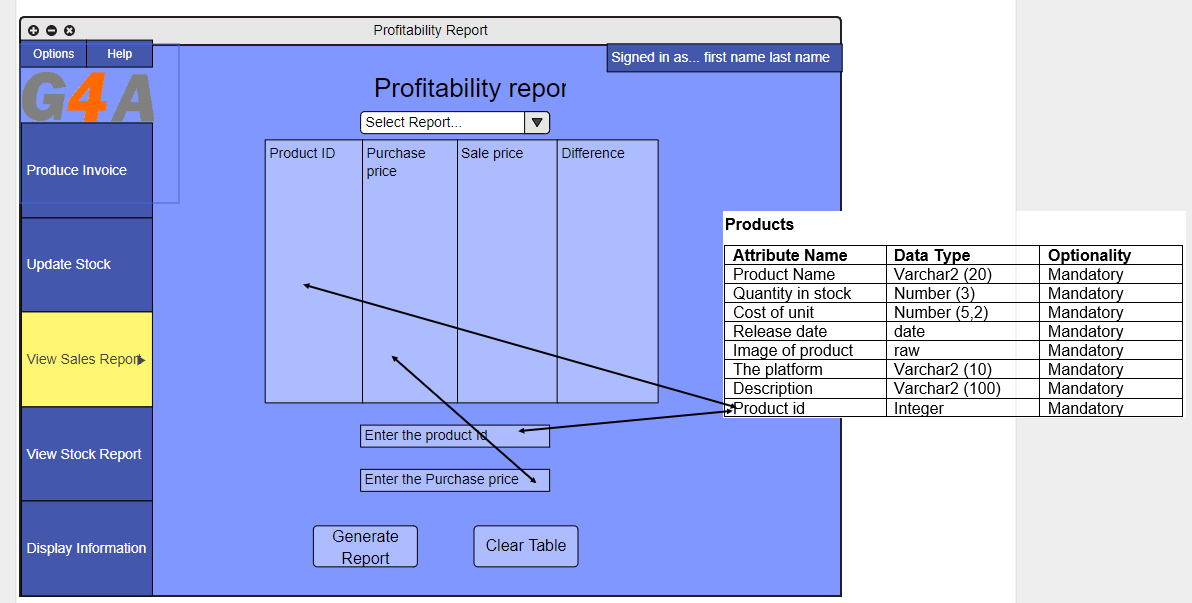 Profitability Report
Options Help
Signed in as... first name last name
G4A
Profitability repor
Select Report...
Produce Invoice
Update Stock
View Sales Report
View Stock Report
Display Information
Product ID Purchase price Sale price Difference
Enter the product id
Enter the Purchase price
Generate
Report
Clear Table
Products
Attribute Name Data Type Optionality
Product Name Varchar2 (20) Mandatory
Quantity in stock Number (3) Mandatory
Cost of unit Number (5,2) Mandatory
Release date date Mandatory
Image of product raw Mandatory
The platform Varchar2 (10) Mandatory
Description Varchar2 (100) Mandatory
Product id Integer Mandatory